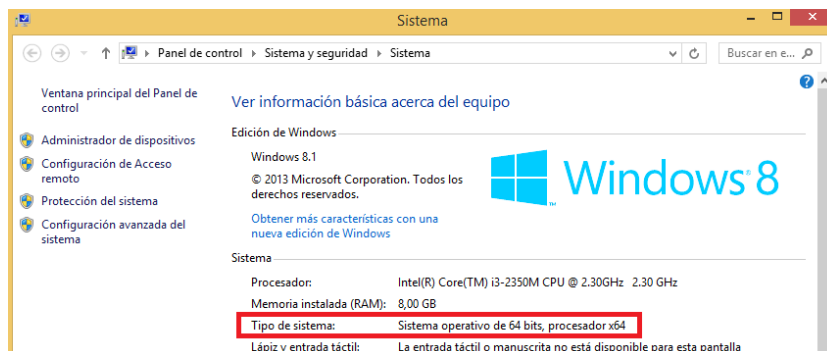 Sistema
Panel de control ▸ Sistema y seguridad ▸ Sistema
Buscar en e...
Ventana principal del Panel de
control
Administrador de dispositivos
Configuración de Acceso
remoto
Protección del sistema
Configuración avanzada del
sistema
Ver información básica acerca del equipo
Edición de Windows
Windows 8.1
© 2013 Microsoft Corporation. Todos los
derechos reservados.
Obtener más características con una
nueva edición de Windows
Windows 8
Sistema
Procesador: Intel(R) Core(TM) i3-2350M CPU @ 2.30GHz 2.30 GHz
Memoria instalada (RAM): 8,00 GB
Tipo de sistema: Sistema operativo de 64 bits, procesador x64
Lápiz y entrada táctil: La entrada táctil o manuscrita no está disponible para esta pantalla